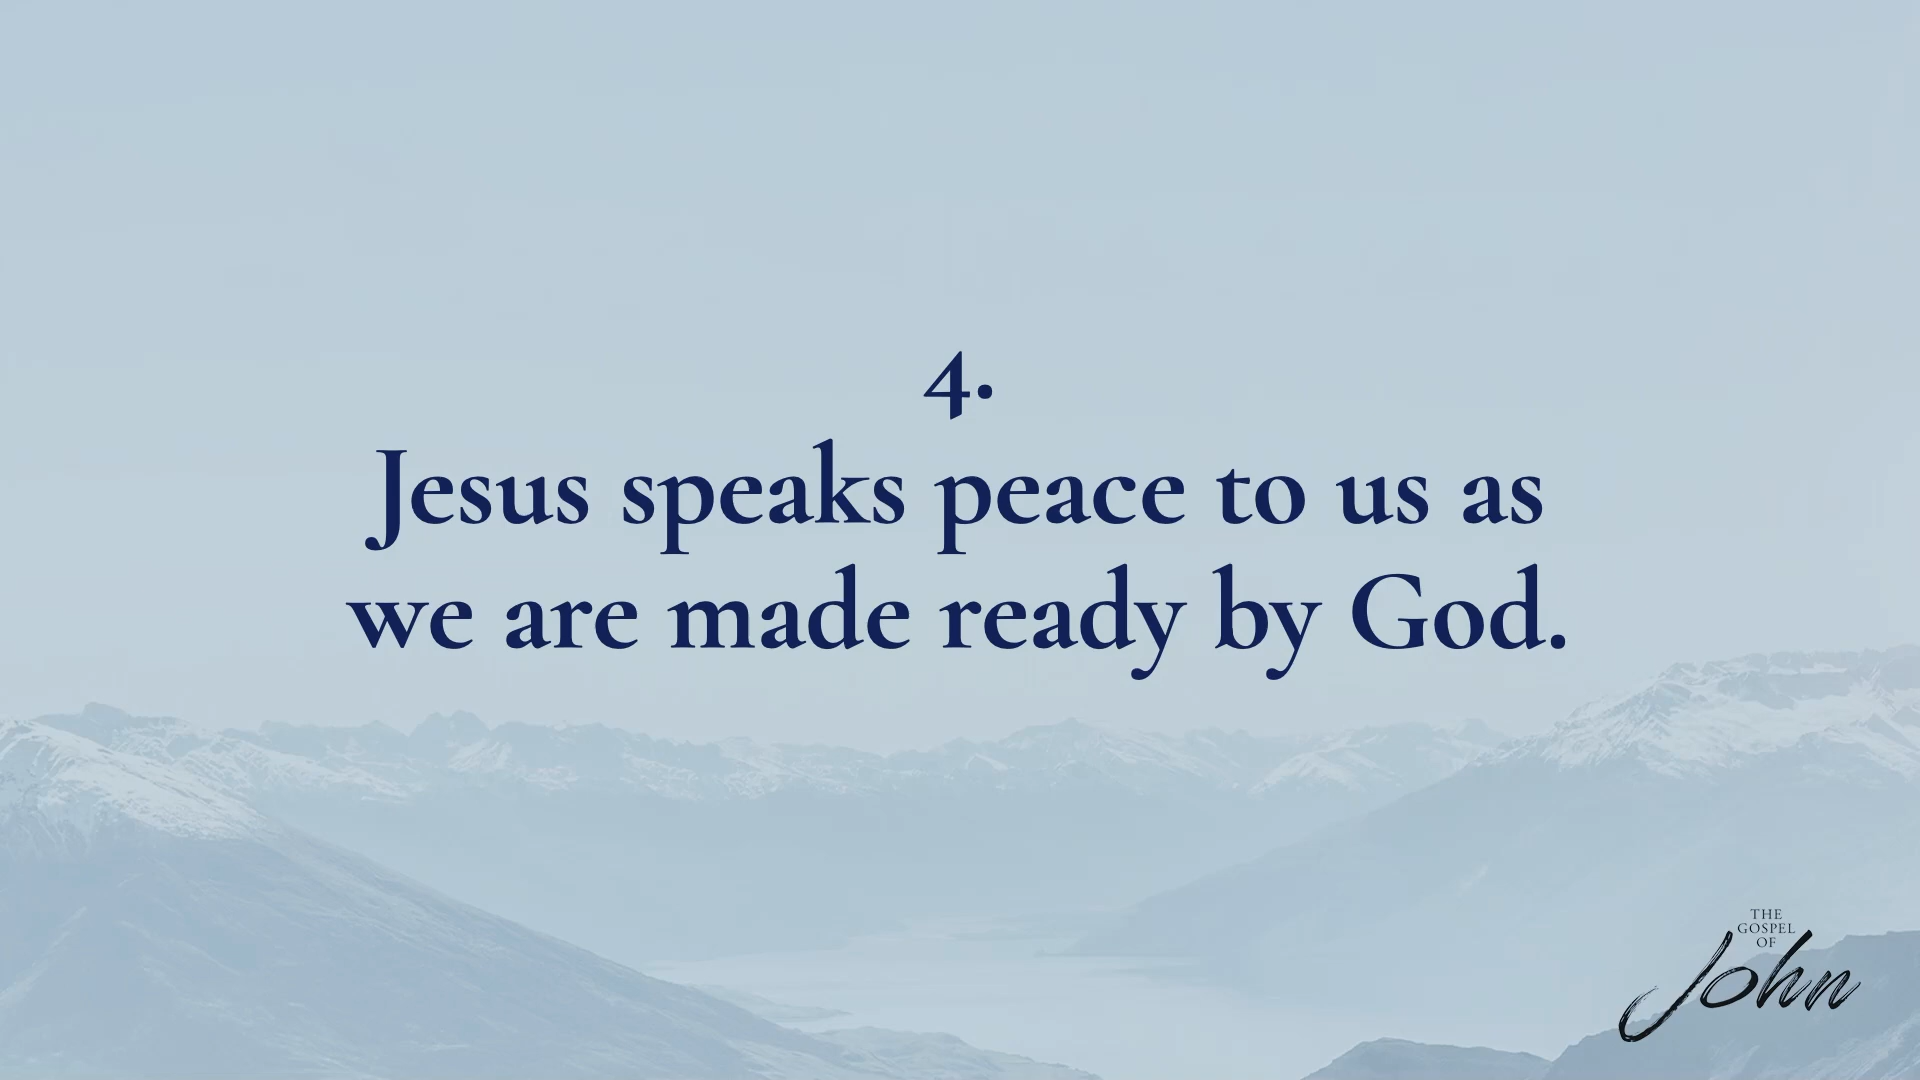 4.
Jesus speaks peace to us as
we are made ready by God.
THE
GOSPEL
OF
John